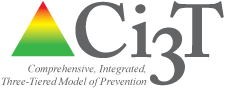 Ci3T
Comprehensive, Integrated,
Three-Tiered Model of Prevention